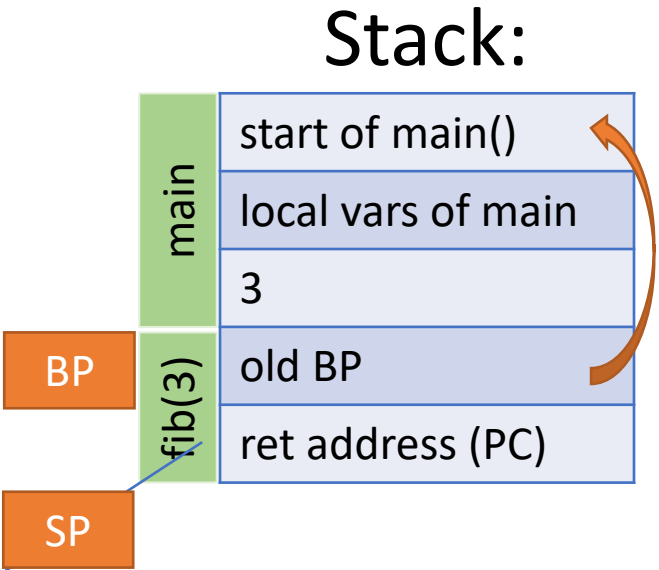 Stack:
main
start of main()
local vars of main
3
BP
fib(3)
old BP
ret address (PC)
SP